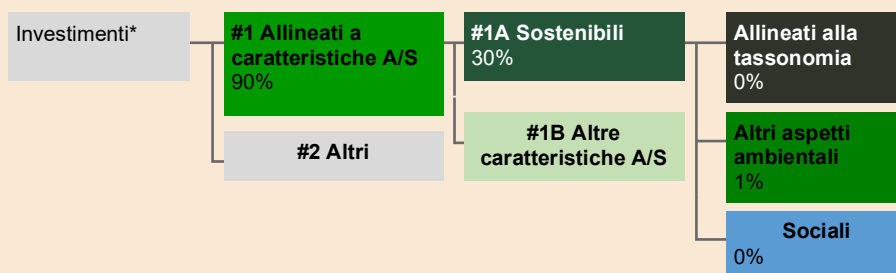 Investimenti*
#1 Allineati a
caratteristiche A/S
90%
#2 Altri
#1A Sostenibili
30%
#1B Altre
caratteristiche A/S
Allineati alla
tassonomia
0%
Altri aspetti
ambientali
1%
Sociali
0%